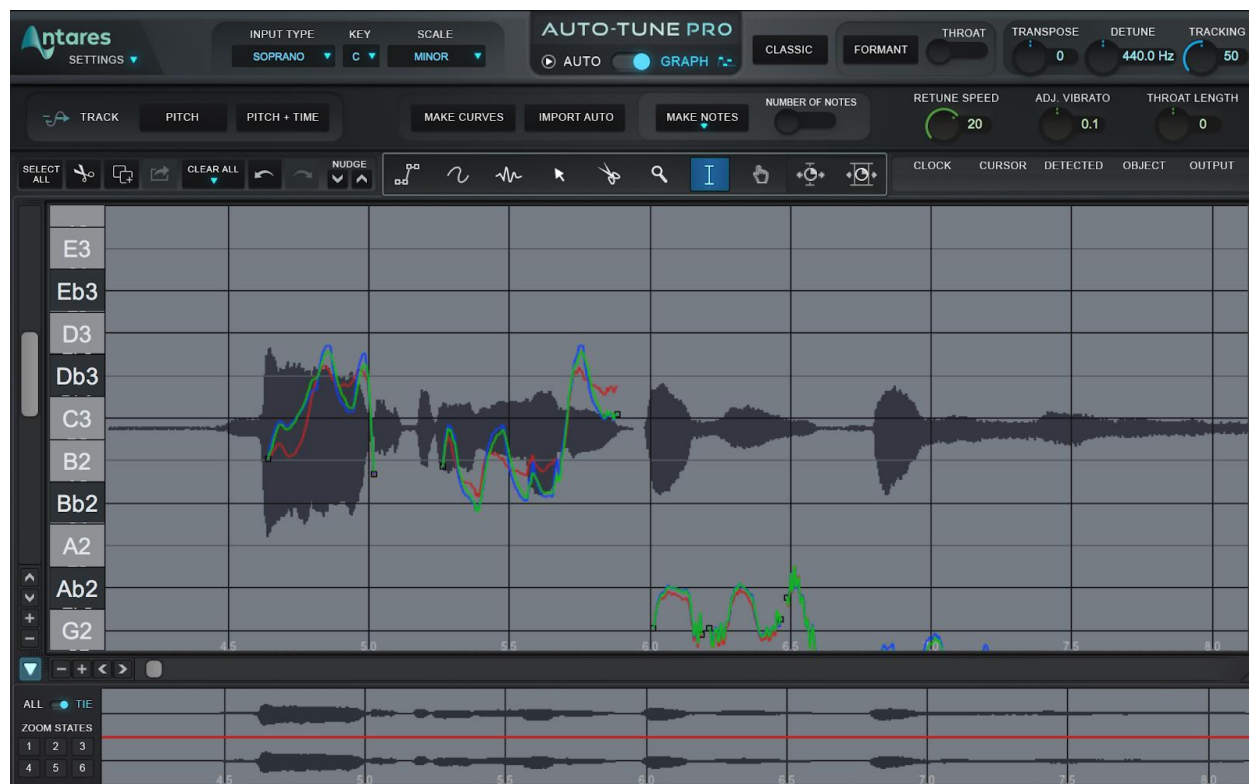 Antares
SETTINGS
INPUT TYPE KEY SCALE
SOPRANO C MINOR
AUTO-TUNE PRO
AUTO GRAPH
CLASSIC
FORMANT
THROAT
TRANSPOSE DETUNE TRACKING
0 440.0 Hz 50
TRACK PITCH PITCH + TIME
MAKE CURVES IMPORT AUTO MAKE NOTES
NUMBER OF NOTES
RETUNE SPEED ADJ. VIBRATO THROAT LENGTH
20 0.1 0
SELECT ALL
CLEAR ALL
NUDGE
CLOCK CURSOR DETECTED OBJECT OUTPUT
E3
Eb3
D3
Db3
C3
B2
Bb2
A2
Ab2
G2
4.5 5.0 5.5 6.0 6.5 7.0 7.5 8.0
ALL TIE
ZOOM STATES
1 2 3
4 5 6
4.5 5.0 5.5 6.0 6.5 7.0 7.5 8.0